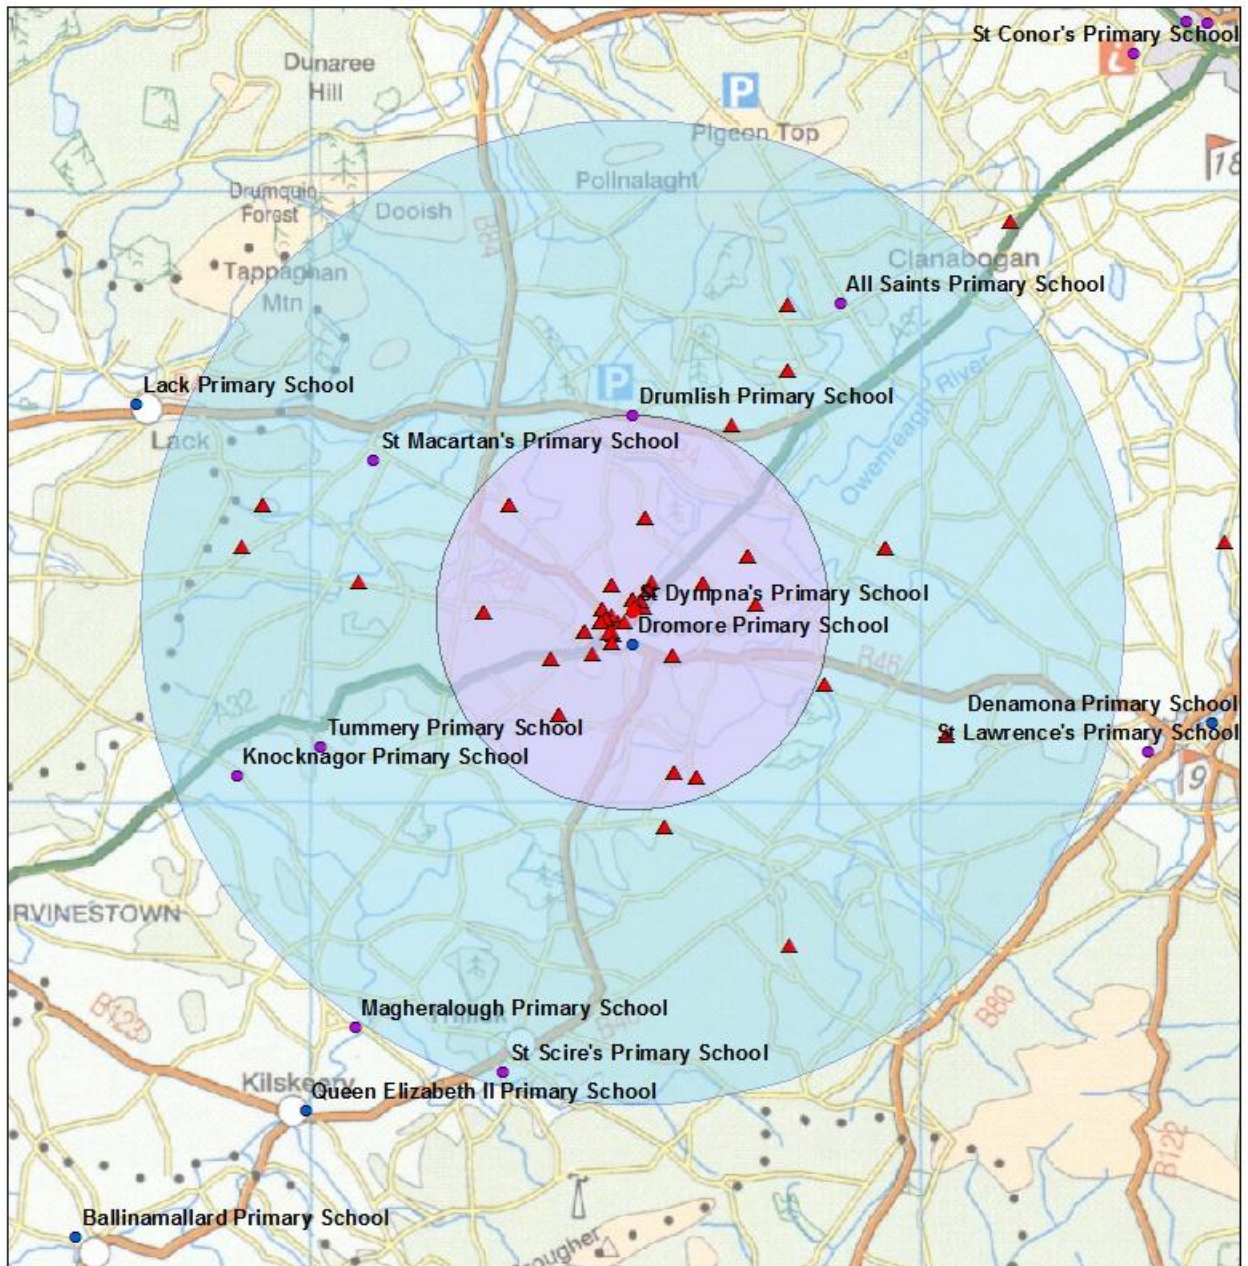 St Conor's Primary School
i
Dunaree
Hill
P
Pigeon Top
18
Pollnalaght
Drumquin
Forest
Dooish
B84
Clanabogan
Tappaghan
Mtn
All Saints Primary School
A32
River
Lack Primary School
P
Drumlish Primary School
Lack
St Macartan's Primary School
Owenreagh
St Dympna's Primary School
Dromore Primary School
B46
A32
Denamona Primary School
Tummery Primary School
St Lawrence's Primary School
Knocknagor Primary School
9
IRVINESTOWN
B123
Magheralough Primary School
B80
St Scire's Primary School
Kilskeery
Queen Elizabeth II Primary School
B122
Ballinamallard Primary School